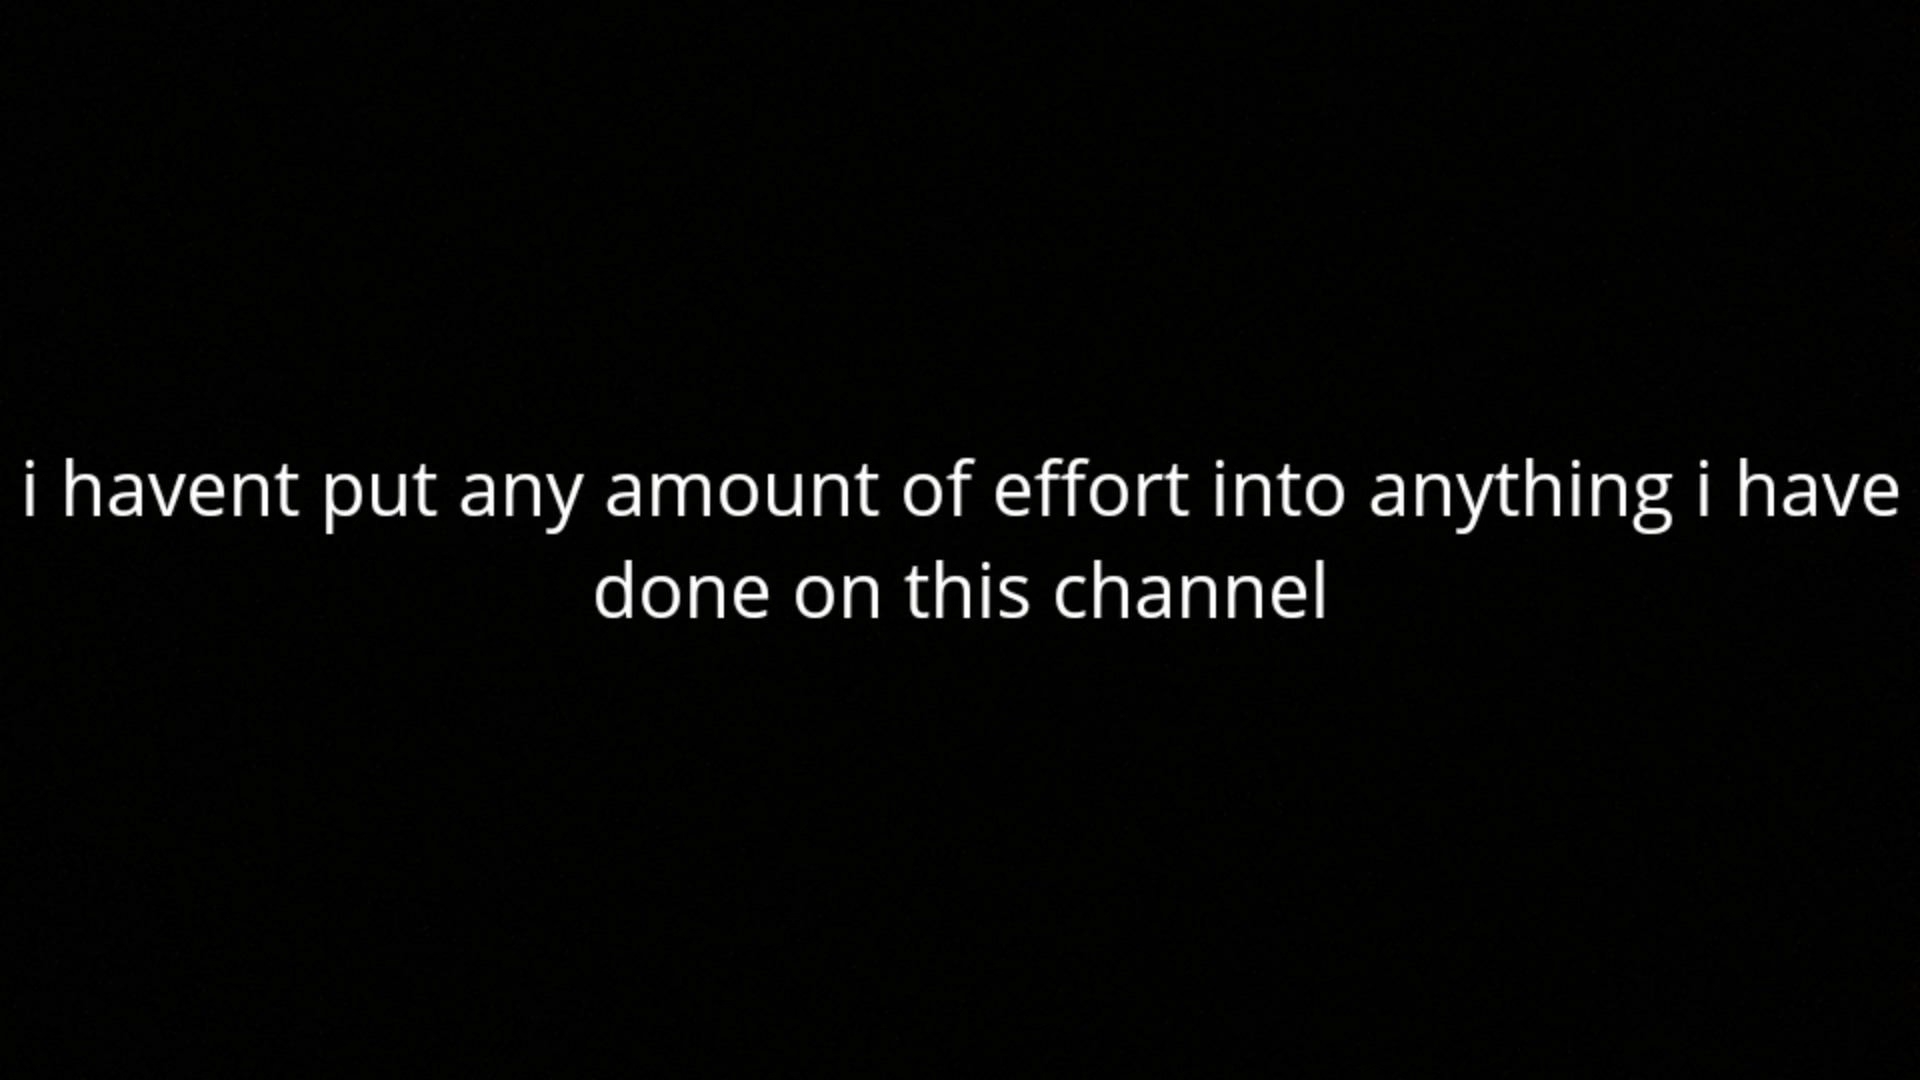 i havent put any amount of effort into anything i have
done on this channel